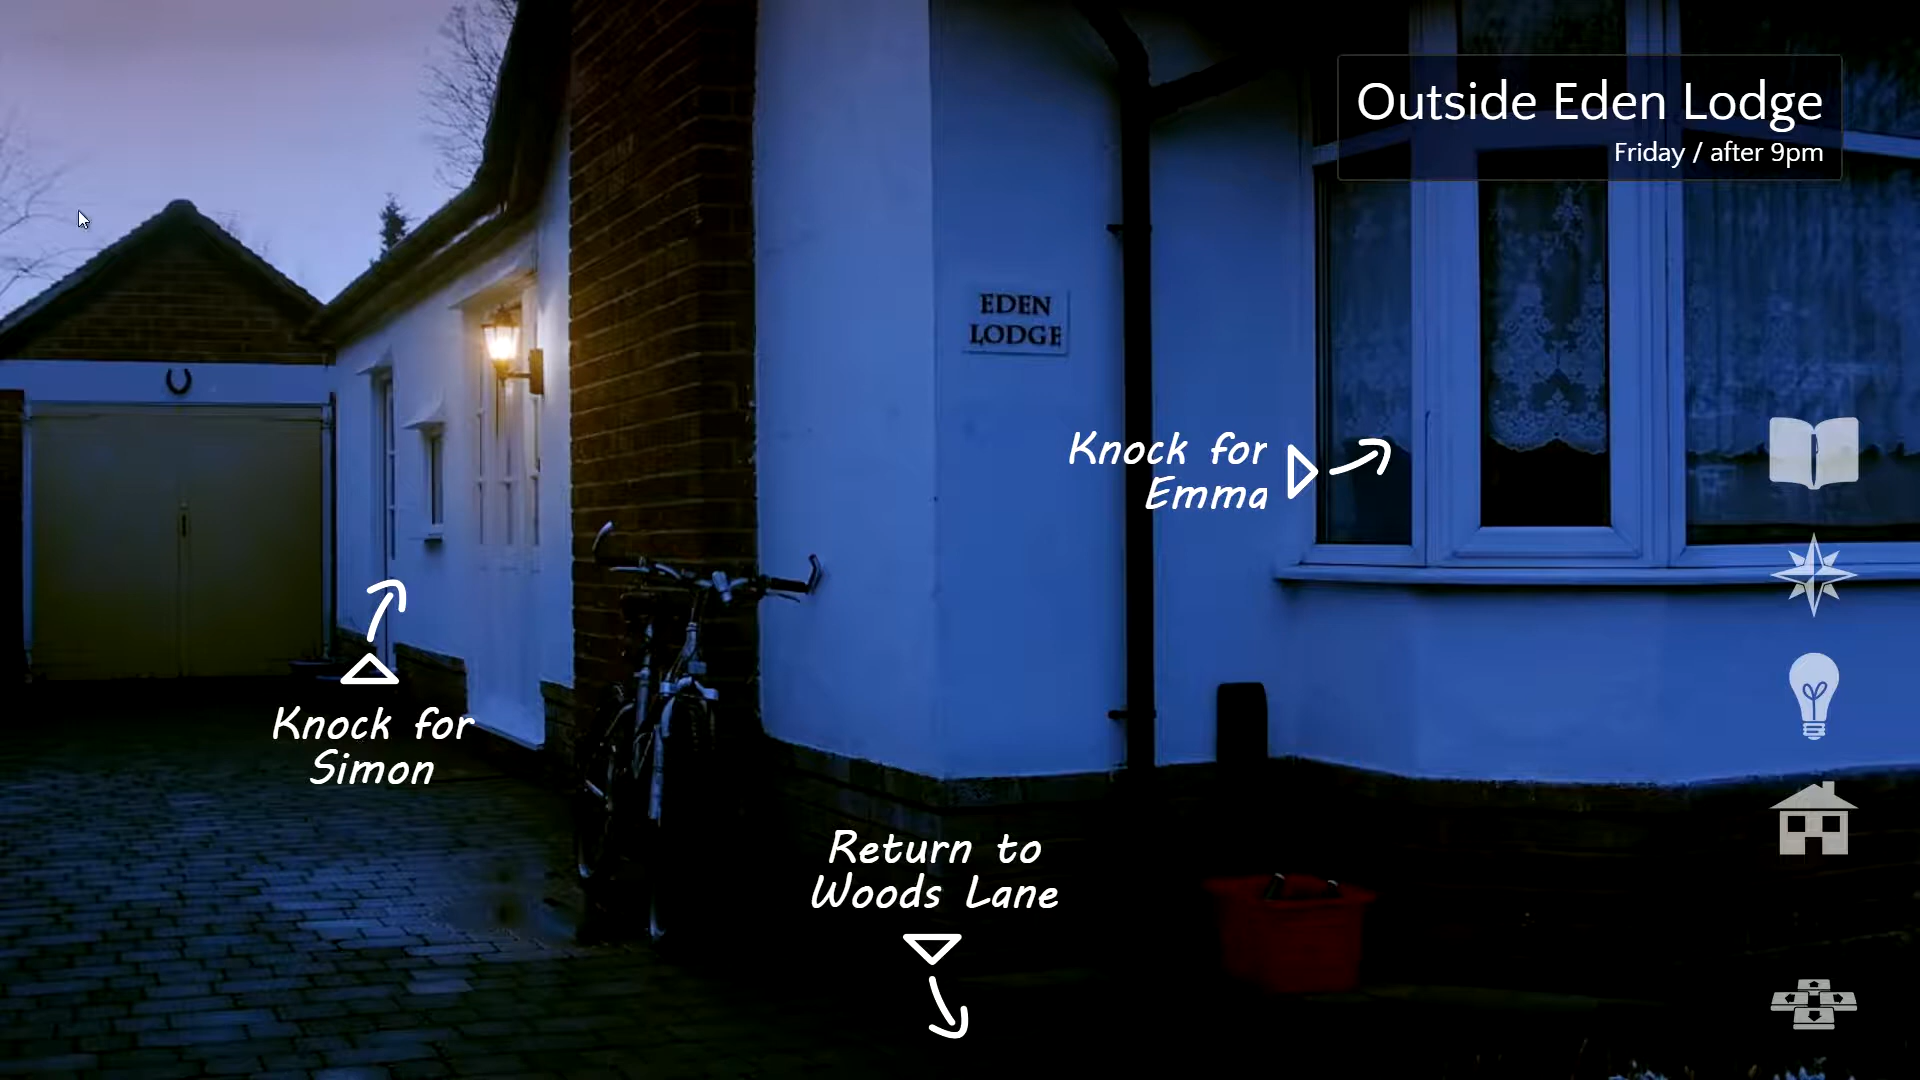 Outside Eden Lodge
Friday / after 9pm
EDEN
LODGE
Knock for
Emma
Knock for
Simon
Return to
Woods Lane